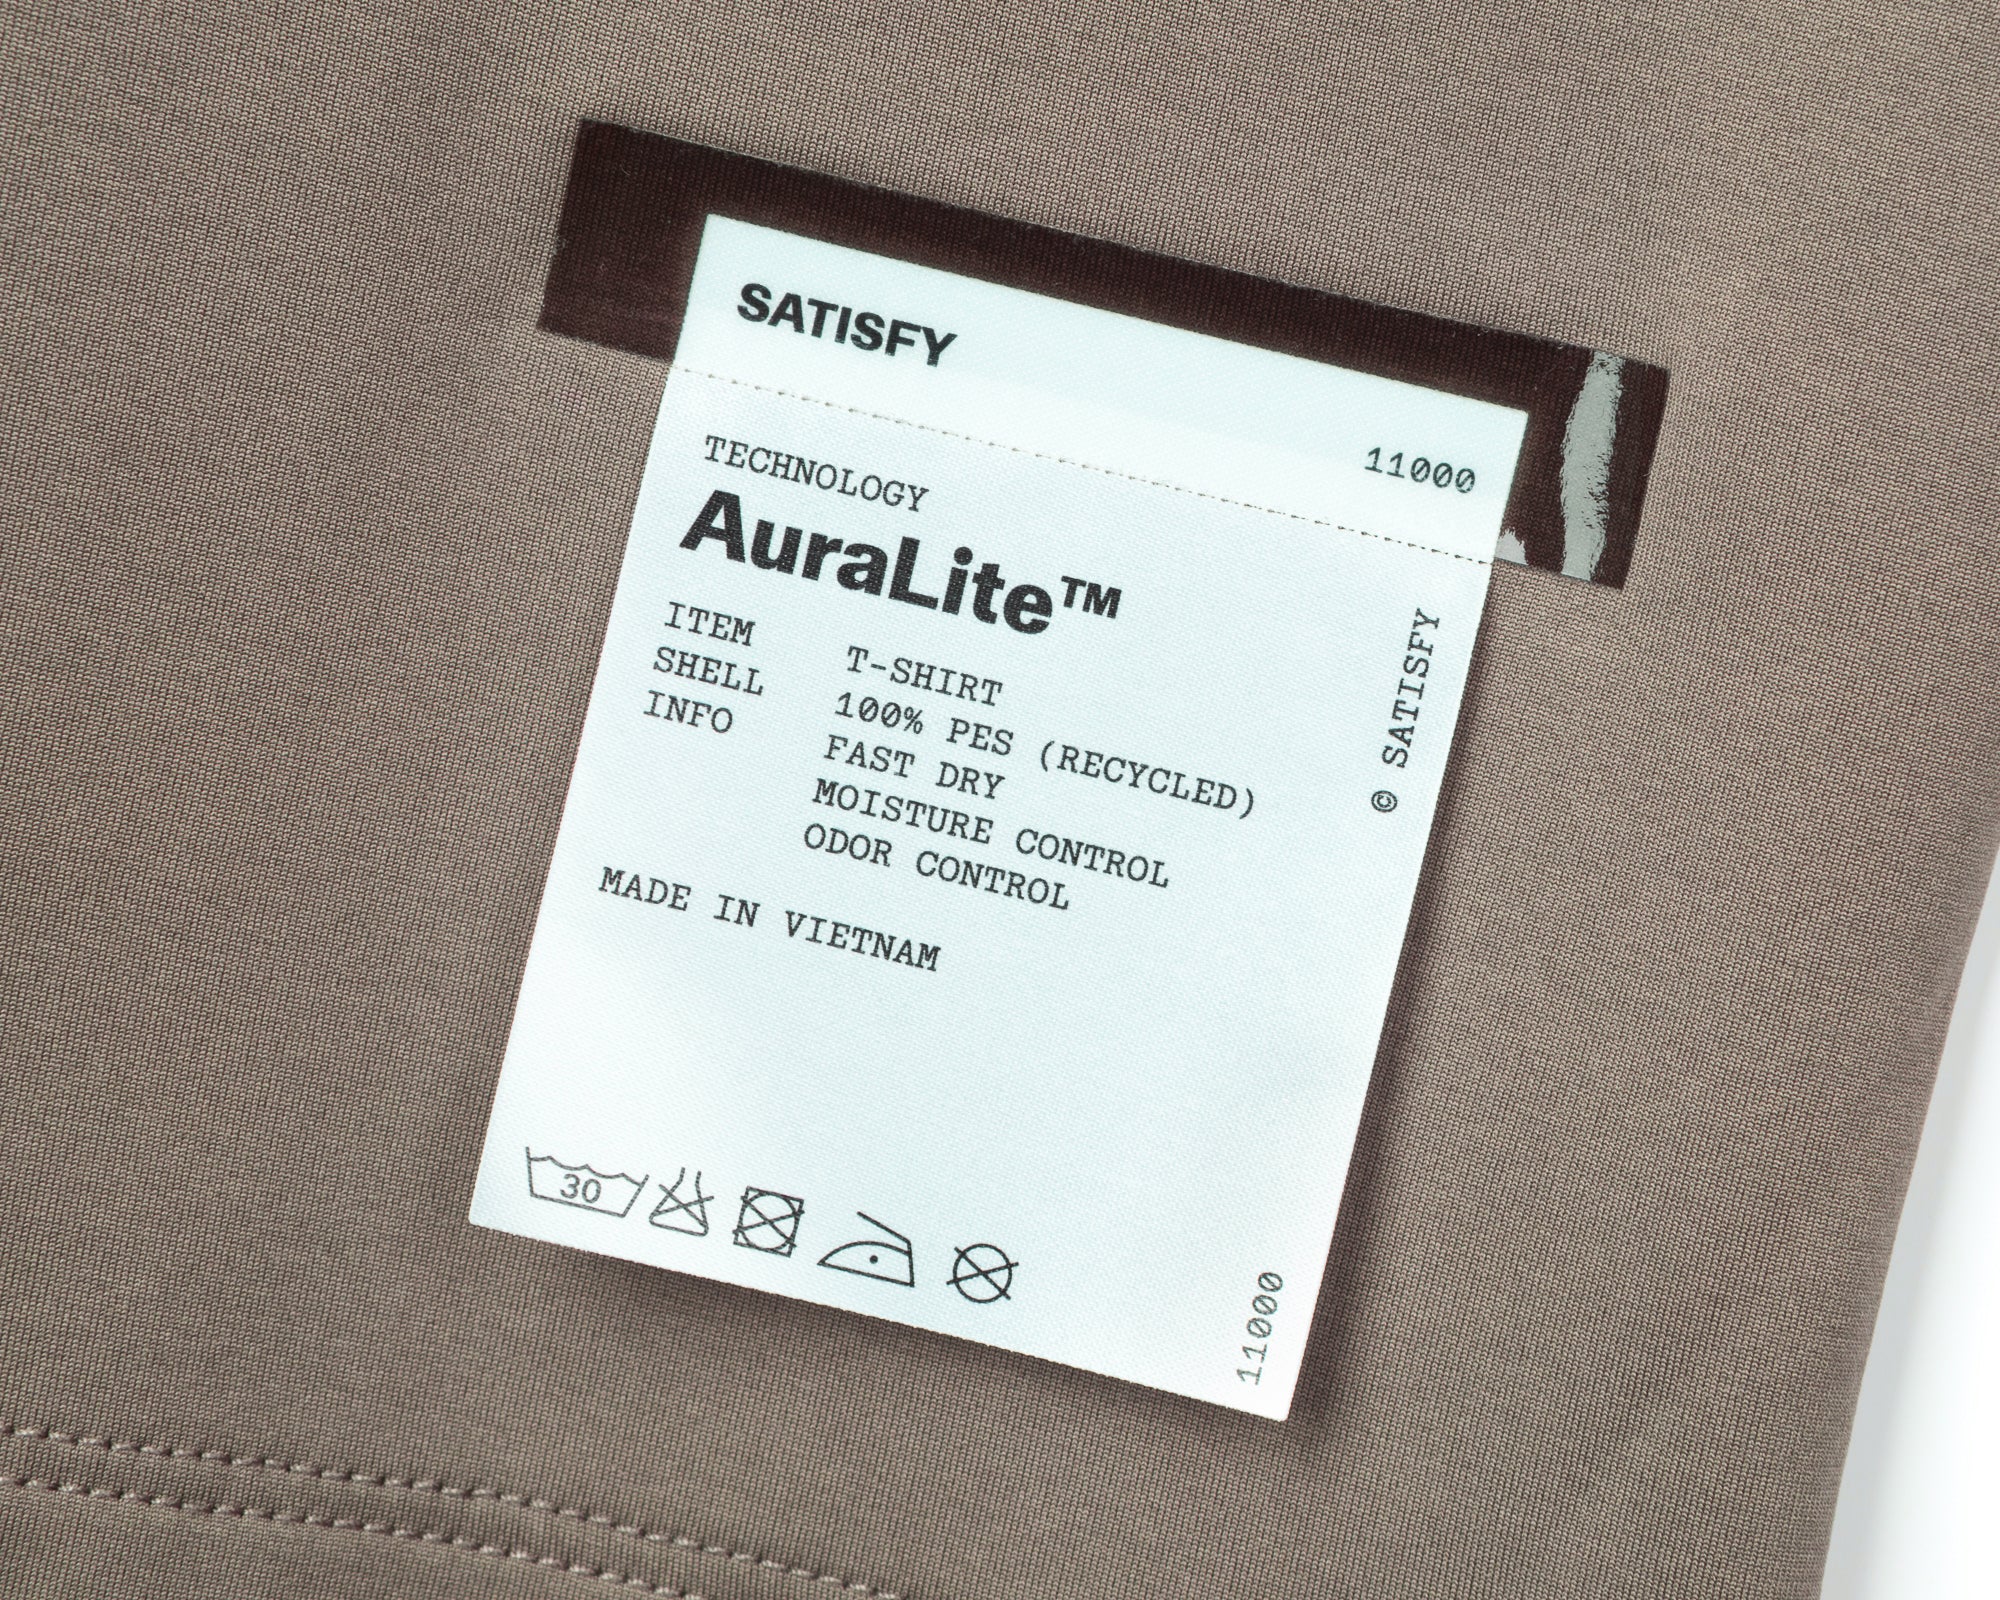 SATISFY
11000
TECHNOLOGY
AuraLite™
ITEM T-SHIRT
SHELL 100% PES (RECYCLED)
INFO FAST DRY
MOISTURE CONTROL
ODOR CONTROL
MADE IN VIETNAM
© SATISFY
30
11000